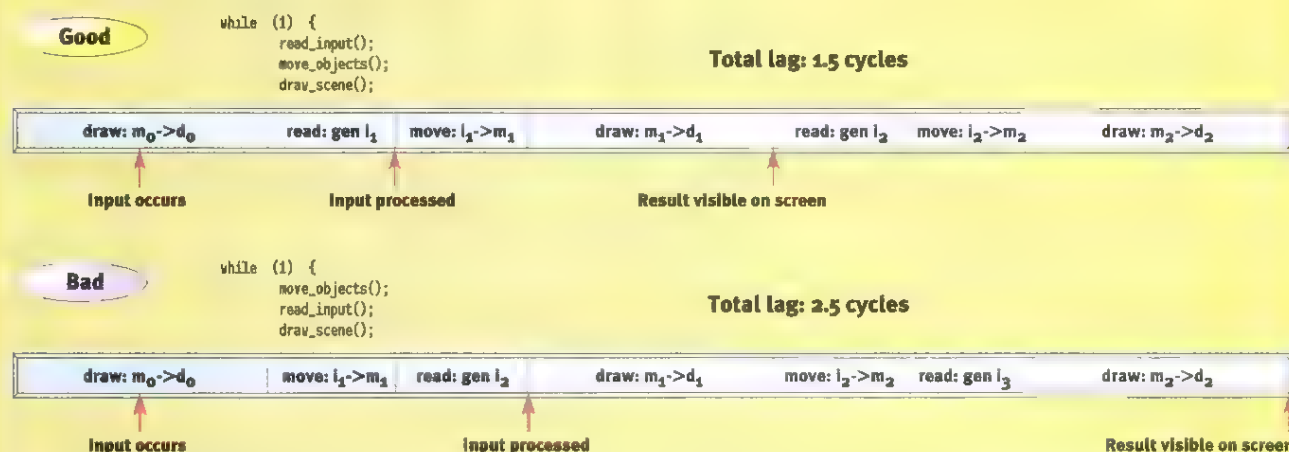 Good
while (1) {
read_input();
move_objects();
draw_scene();
Total lag: 1.5 cycles
draw: m₀->d₀ read: gen i₁ move: i₁->m₁ draw: m₁->d₁ read: gen i₂ move: i₂->m₂ draw: m₂->d₂
Input occurs Input processed Result visible on screen
Bad
while (1) {
move_objects();
read_input();
draw_scene();
Total lag: 2.5 cycles
draw: m₀->d₀ move: i₁->m₁ read: gen i₂ draw: m₁->d₁ move: i₂->m₂ read: gen i₃ draw: m₂->d₂
Input occurs Input processed Result visible on screen